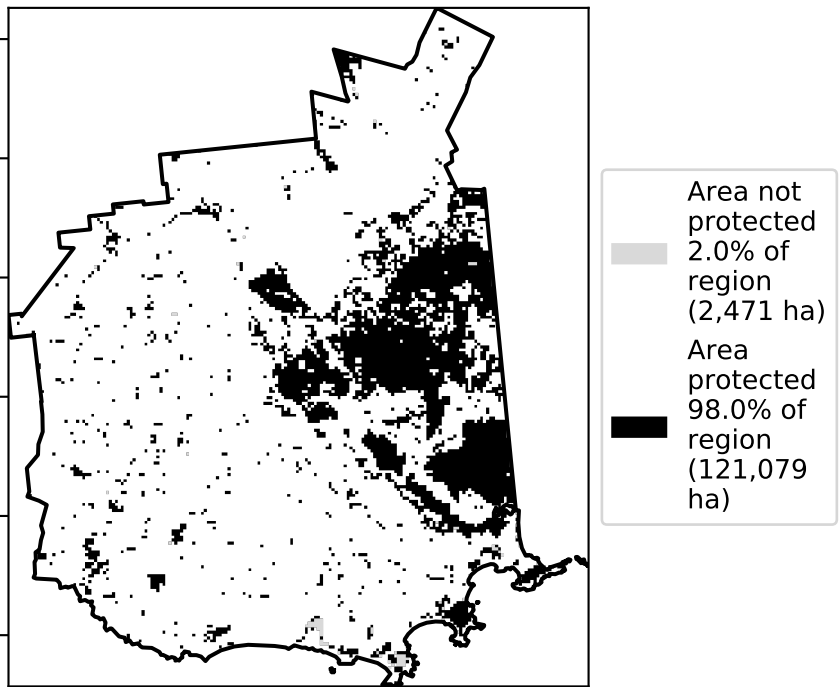 Area not
protected
2.0% of
region
(2,471 ha)
Area
protected
98.0% of
region
(121,079
ha)